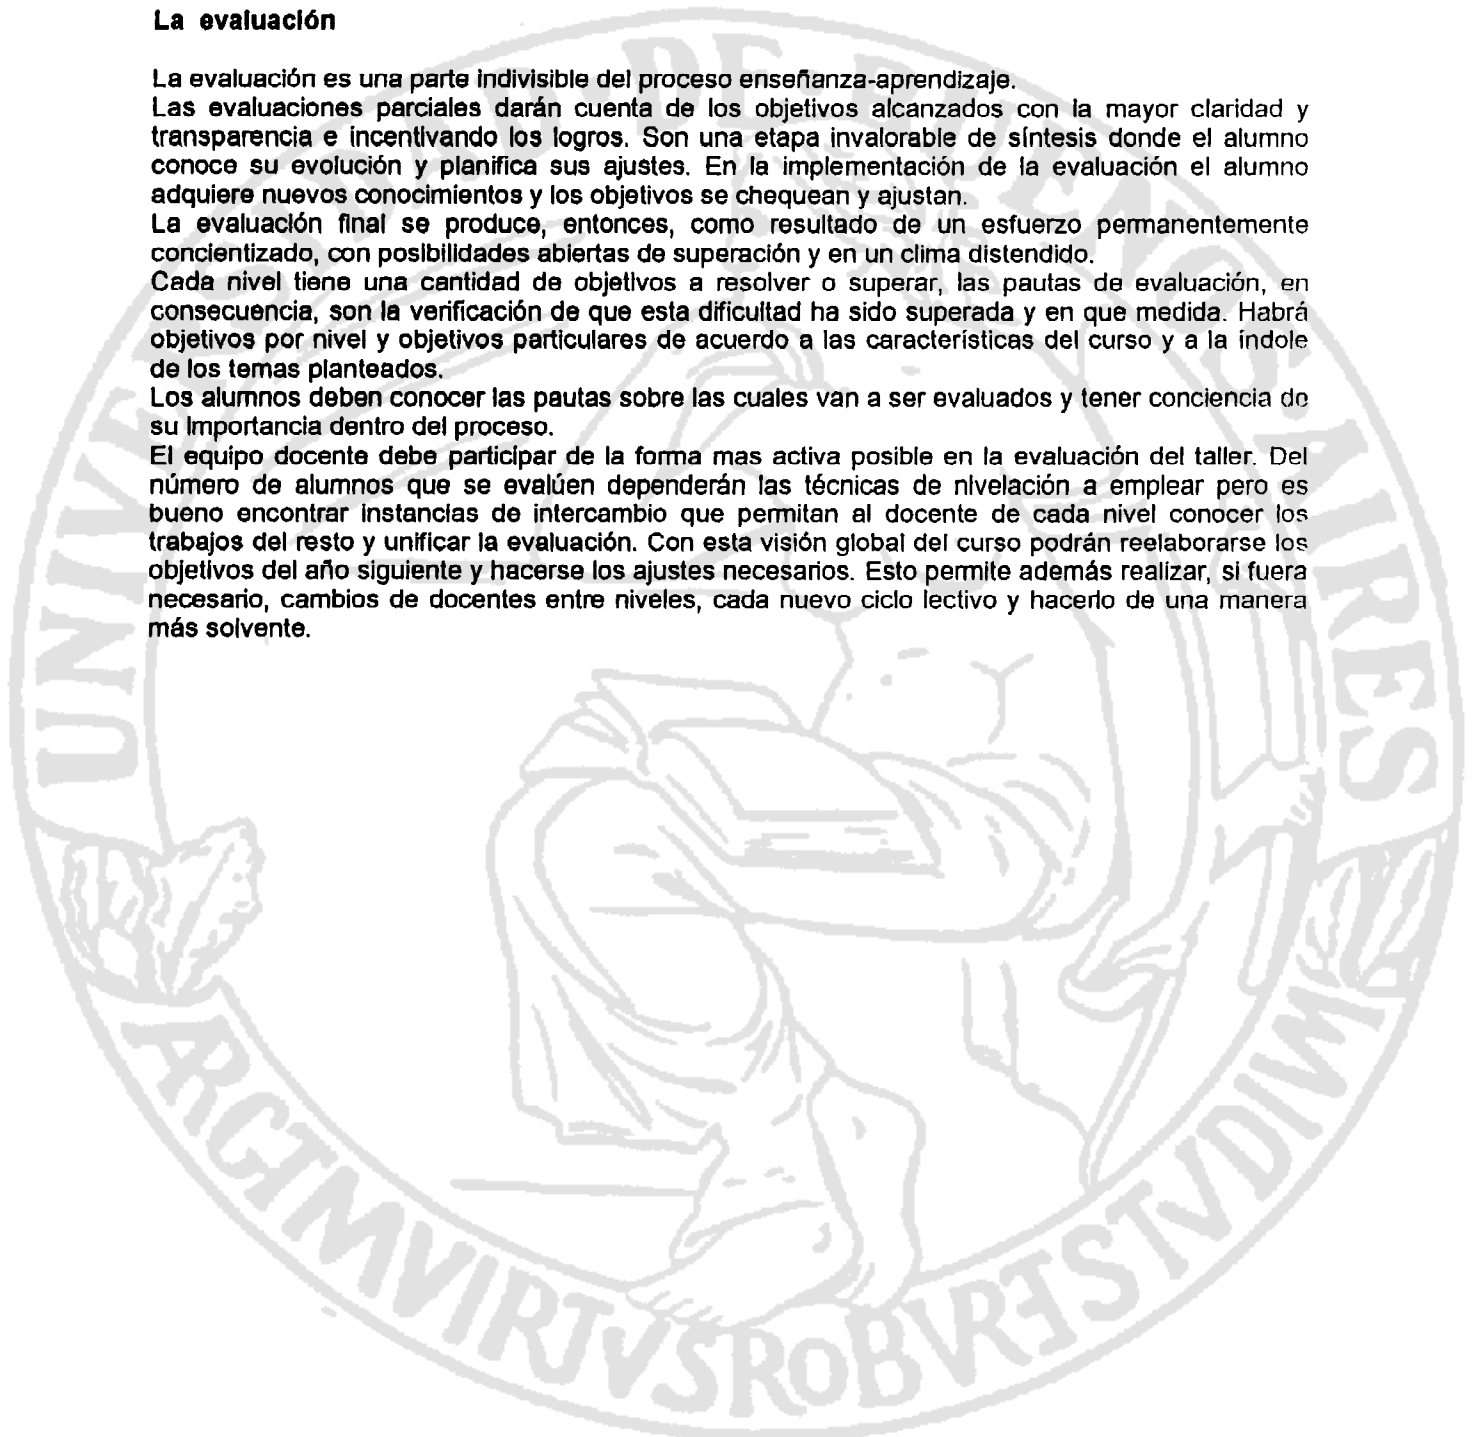 La evaluación
La evaluación es una parte indivisible del proceso enseñanza-aprendizaje.
Las evaluaciones parciales darán cuenta de los objetivos alcanzados con la mayor claridad y
transparencia e incentivando los logros. Son una etapa invalorable de síntesis donde el alumno
conoce su evolución y planifica sus ajustes. En la implementación de la evaluación el alumno
adquiere nuevos conocimientos y los objetivos se chequean y ajustan.
La evaluación final se produce, entonces, como resultado de un esfuerzo permanentemente
concientizado, con posibilidades abiertas de superación y en un clima distendido.
Cada nivel tiene una cantidad de objetivos a resolver o superar, las pautas de evaluación, en
consecuencia, son la verificación de que esta dificultad ha sido superada y en que medida. Habrá
objetivos por nivel y objetivos particulares de acuerdo a las características del curso y a la índole
de los temas planteados.
Los alumnos deben conocer las pautas sobre las cuales van a ser evaluados y tener conciencia de
su importancia dentro del proceso.
El equipo docente debe participar de la forma mas activa posible en la evaluación del taller. Del
número de alumnos que se evalúen dependerán las técnicas de nivelación a emplear pero es
bueno encontrar instancias de intercambio que permitan al docente de cada nivel conocer los
trabajos del resto y unificar la evaluación. Con esta visión global del curso podrán reelaborarse los
objetivos del año siguiente y hacerse los ajustes necesarios. Esto permite además realizar, si fuera
necesario, cambios de docentes entre niveles, cada nuevo ciclo lectivo y hacerlo de una manera
más solvente.
UNIVERSIDAD·DE·BUENOS·AIRES
ARGT·MVIRTVSROBVRETSTVDIVM